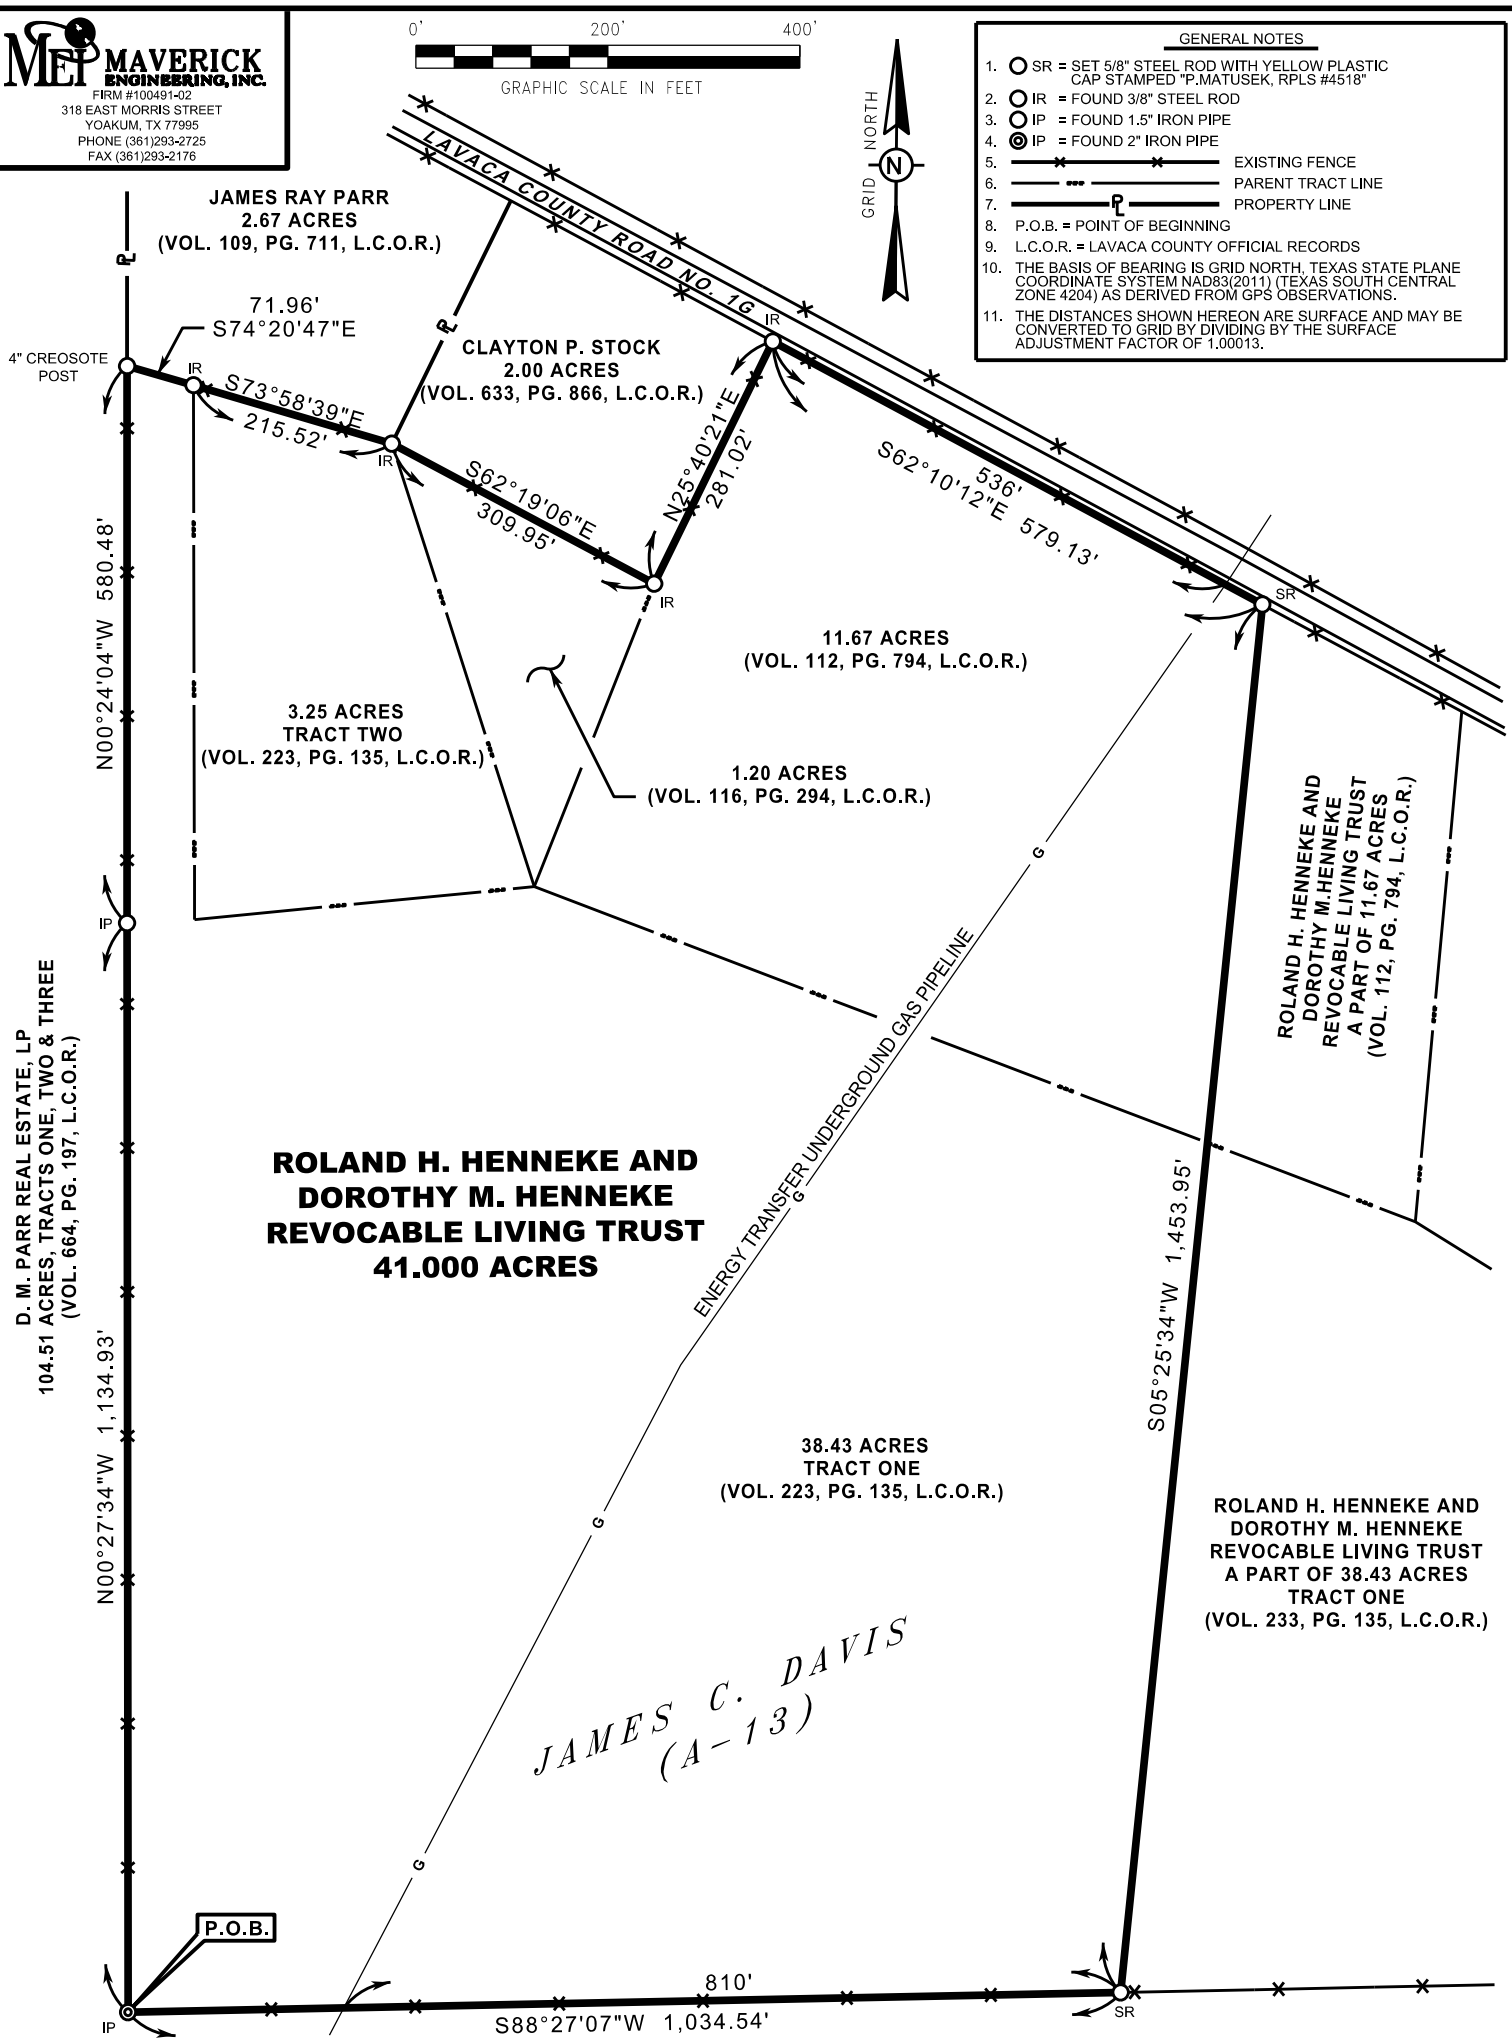 MEI MAVERICK
ENGINEERING, INC.
FIRM #100491-02
318 EAST MORRIS STREET
YOAKUM, TX 77995
PHONE (361)293-2725
FAX (361)293-2176
0' 200' 400'
GRAPHIC SCALE IN FEET
GRID NORTH
N
GENERAL NOTES
1. SR = SET 5/8" STEEL ROD WITH YELLOW PLASTIC
CAP STAMPED "P.MATUSEK, RPLS #4518"
2. IR = FOUND 3/8" STEEL ROD
3. IP = FOUND 1.5" IRON PIPE
4. IP = FOUND 2" IRON PIPE
5. EXISTING FENCE
6. PARENT TRACT LINE
7. PL PROPERTY LINE
8. P.O.B. = POINT OF BEGINNING
9. L.C.O.R. = LAVACA COUNTY OFFICIAL RECORDS
10. THE BASIS OF BEARING IS GRID NORTH, TEXAS STATE PLANE
COORDINATE SYSTEM NAD83(2011) (TEXAS SOUTH CENTRAL
ZONE 4204) AS DERIVED FROM GPS OBSERVATIONS.
11. THE DISTANCES SHOWN HEREON ARE SURFACE AND MAY BE
CONVERTED TO GRID BY DIVIDING BY THE SURFACE
ADJUSTMENT FACTOR OF 1.00013.
LAVACA COUNTY ROAD NO. 1G
JAMES RAY PARR
2.67 ACRES
(VOL. 109, PG. 711, L.C.O.R.)
PL
71.96'
S74°20'47"E
4" CREOSOTE
POST
IR
PL
CLAYTON P. STOCK
2.00 ACRES
(VOL. 633, PG. 866, L.C.O.R.)
IR
S73°58'39"E
215.52'
IR
S62°19'06"E
309.95'
IR
N25°40'21"E
281.02'
536'
S62°10'12"E 579.13'
SR
N00°24'04"W 580.48'
11.67 ACRES
(VOL. 112, PG. 794, L.C.O.R.)
3.25 ACRES
TRACT TWO
(VOL. 223, PG. 135, L.C.O.R.)
1.20 ACRES
(VOL. 116, PG. 294, L.C.O.R.)
G
ROLAND H. HENNEKE AND
DOROTHY M.HENNEKE
REVOCABLE LIVING TRUST
A PART OF 11.67 ACRES
(VOL. 112, PG. 794, L.C.O.R.)
IP
D. M. PARR REAL ESTATE, LP
104.51 ACRES, TRACTS ONE, TWO & THREE
(VOL. 664, PG. 197, L.C.O.R.)
ENERGY TRANSFER UNDERGROUND GAS PIPELINE
G
ROLAND H. HENNEKE AND
DOROTHY M. HENNEKE
REVOCABLE LIVING TRUST
41.000 ACRES
S05°25'34"W 1,453.95'
N00°27'34"W 1,134.93'
38.43 ACRES
TRACT ONE
(VOL. 223, PG. 135, L.C.O.R.)
G
ROLAND H. HENNEKE AND
DOROTHY M. HENNEKE
REVOCABLE LIVING TRUST
A PART OF 38.43 ACRES
TRACT ONE
(VOL. 233, PG. 135, L.C.O.R.)
JAMES C. DAVIS
(A-13)
G
P.O.B.
IP
810'
S88°27'07"W 1,034.54'
SR